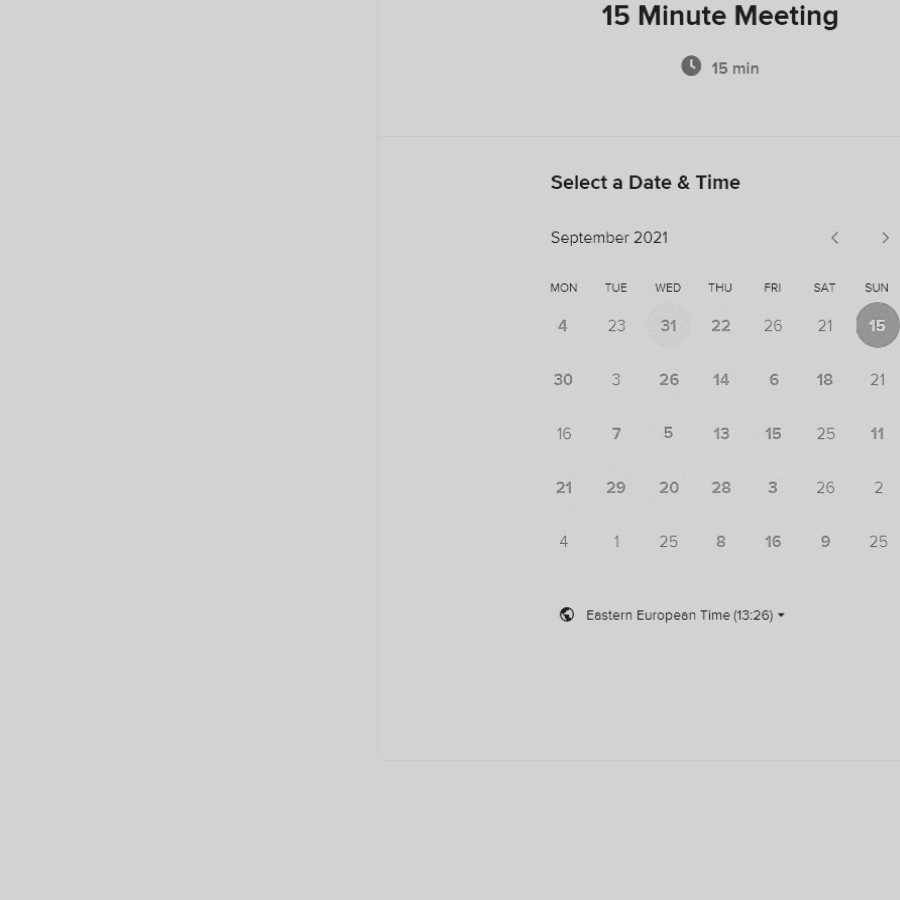 15 Minute Meeting
15 min
Select a Date & Time
September 2021
MON TUE WED THU FRI SAT SUN
4 23 31 22 26 21 15
30 3 26 14 6 18 21
16 7 5 13 15 25 11
21 29 20 28 3 26 2
4 1 25 8 16 9 25
Eastern European Time (13:26)